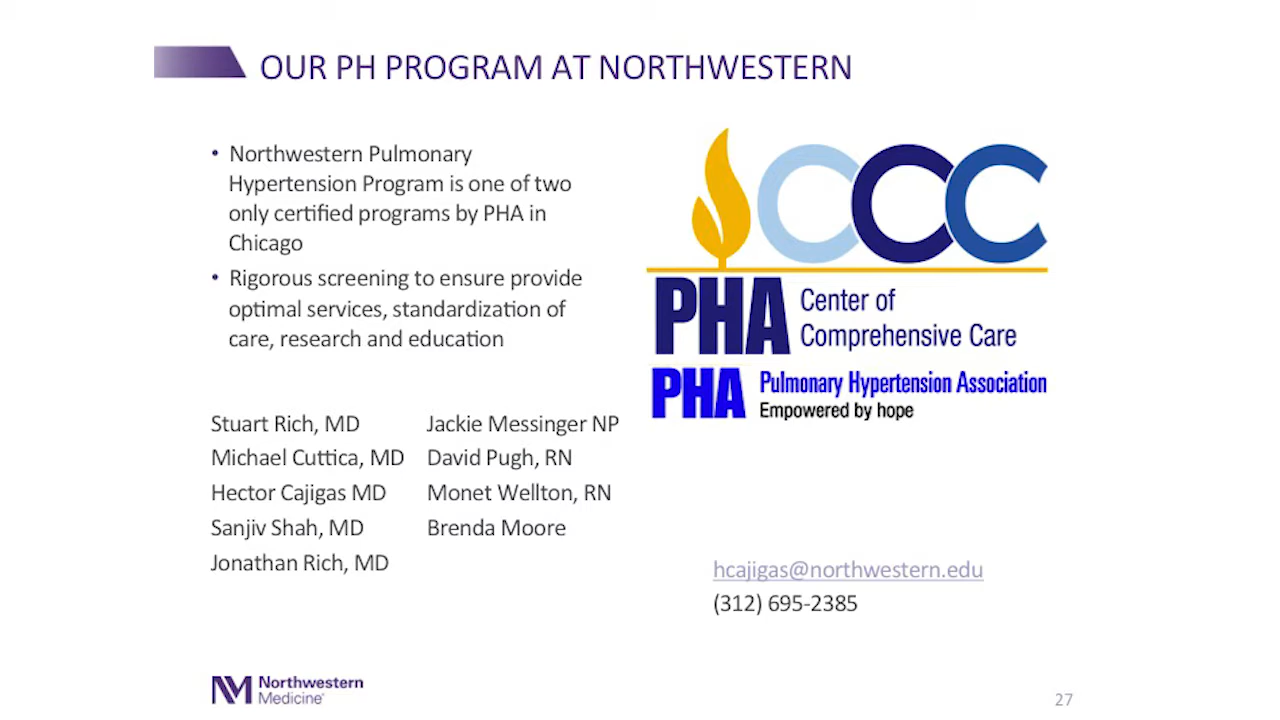 OUR PH PROGRAM AT NORTHWESTERN
• Northwestern Pulmonary
Hypertension Program is one of two
only certified programs by PHA in
Chicago
• Rigorous screening to ensure provide
optimal services, standardization of
care, research and education
Stuart Rich, MD
Michael Cuttica, MD
Hector Cajigas MD
Sanjiv Shah, MD
Jonathan Rich, MD
Jackie Messinger NP
David Pugh, RN
Monet Wellton, RN
Brenda Moore
CCC
PHA Center of
Comprehensive Care
PHA Pulmonary Hypertension Association
Empowered by hope
hcajigas@northwestern.edu
(312) 695-2385
NM Northwestern
Medicine®
27